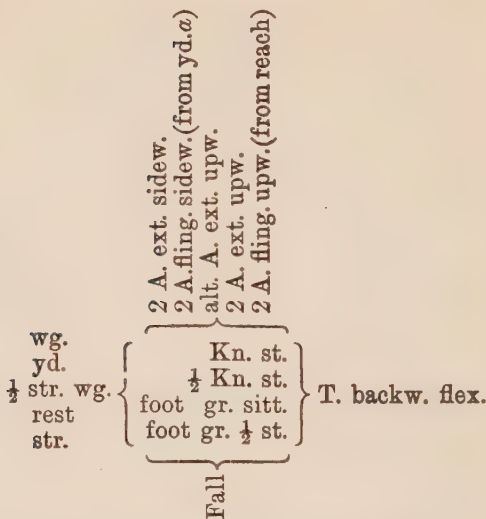 2 A. ext. sidew.
2 A.fling. sidew.(from yd.a)
alt. A. ext. upw.
2 A. ext. upw.
2 A. fling. upw.(from reach)
wg.
yd.
½ str. wg.
rest
str.
Kn. st.
½ Kn. st.
foot gr. sitt.
foot gr. ½ st.
T. backw. flex.
Fall